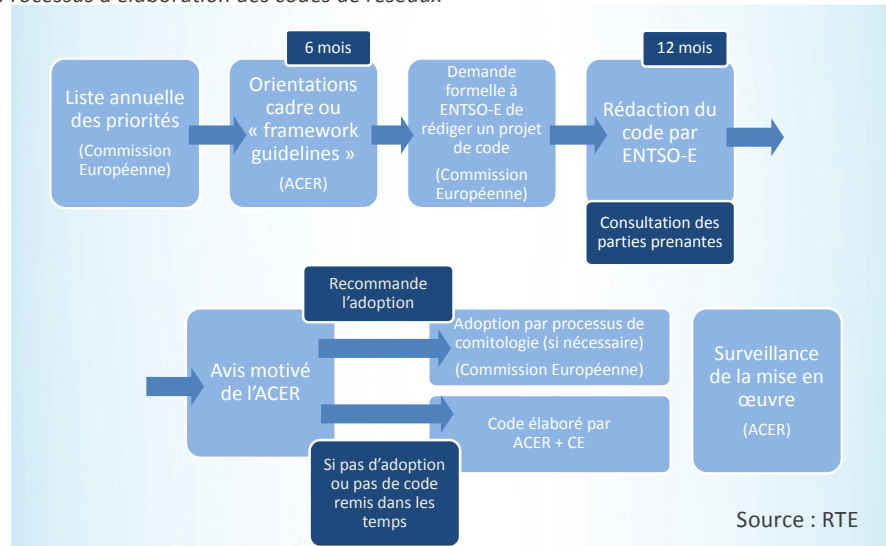 Processus d'élaboration des codes de réseaux
6 mois
12 mois
Liste annuelle
des priorités
(Commission
Européenne)
Orientations
cadre ou
« framework
guidelines »
(ACER)
Demande
formelle à
ENTSO-E de
rédiger un projet
de code
(Commission
Européenne)
Rédaction du
code par
ENTSO-E
Consultation des
parties prenantes
Recommande
l'adoption
Avis motivé
de l'ACER
Adoption par processus de
comitologie (si nécessaire)
(Commission Européenne)
Code élaboré par
ACER + CE
Si pas d'adoption
ou pas de code
remis dans les
temps
Surveillance
de la mise en
œuvre
(ACER)
Source : RTE